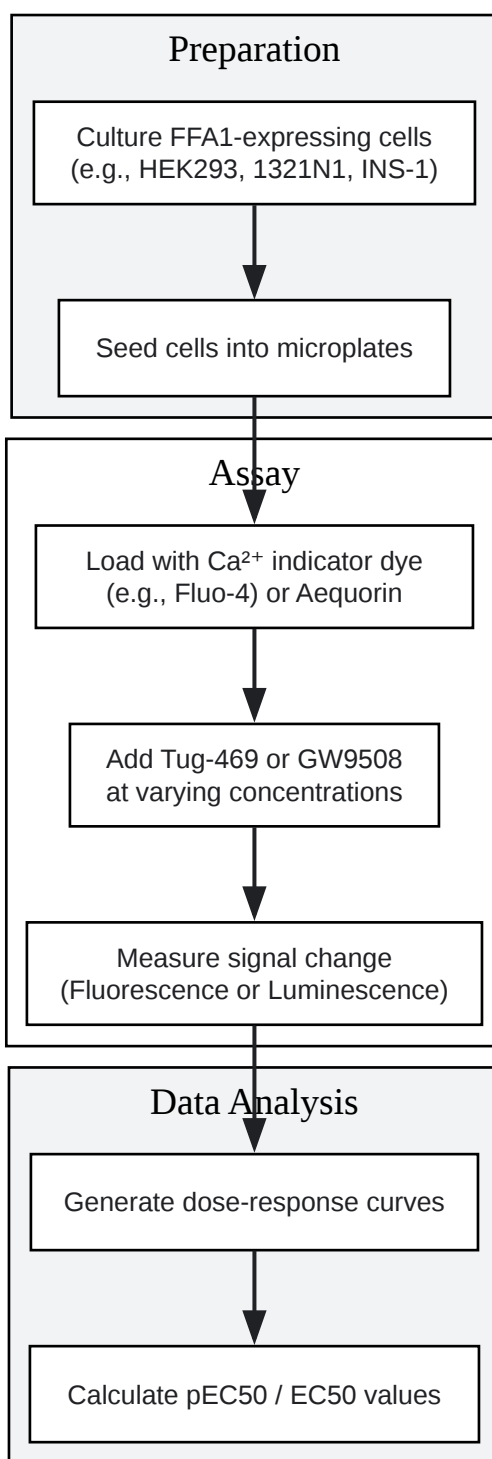 Preparation
Culture FFA1-expressing cells
(e.g., HEK293, 1321N1, INS-1)
Seed cells into microplates
Assay
Load with Ca²⁺ indicator dye
(e.g., Fluo-4) or Aequorin
Add Tug-469 or GW9508
at varying concentrations
Measure signal change
(Fluorescence or Luminescence)
Data Analysis
Generate dose-response curves
Calculate pEC50 / EC50 values